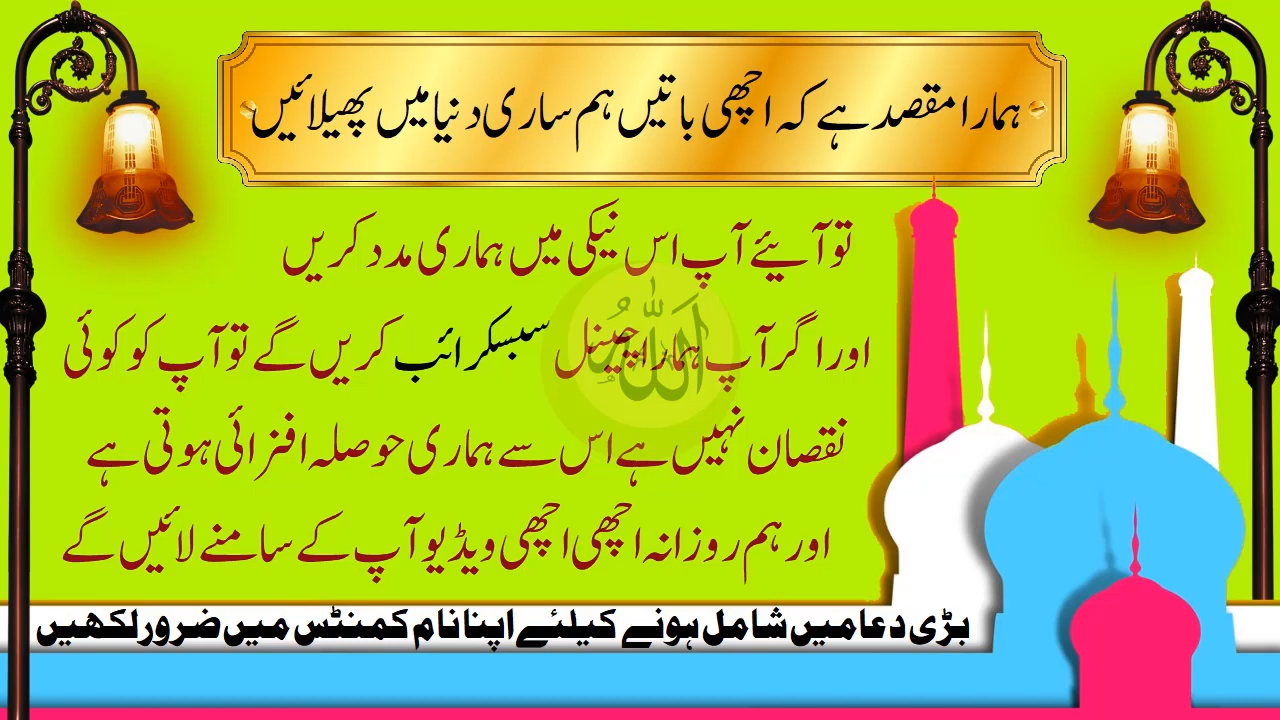 ہمارا مقصد ہے کہ اچھی باتیں ہم ساری دنیا میں پھیلائیں
تو آیئے آپ اس نیکی میں ہماری مدد کریں
اور اگر آپ ہمارا چینل سبسکرائب کریں گے تو آپ کو کوئی
نقصان نہیں ہے اس سے ہماری حوصلہ افزائی ہوتی ہے
اور ہم روزانہ اچھی اچھی ویڈیو آپ کے سامنے لائیں گے
بڑی دعا میں شامل ہونے کیلئے اپنا نام کمنٹس میں ضرور لکھیں
اَللّٰہُ